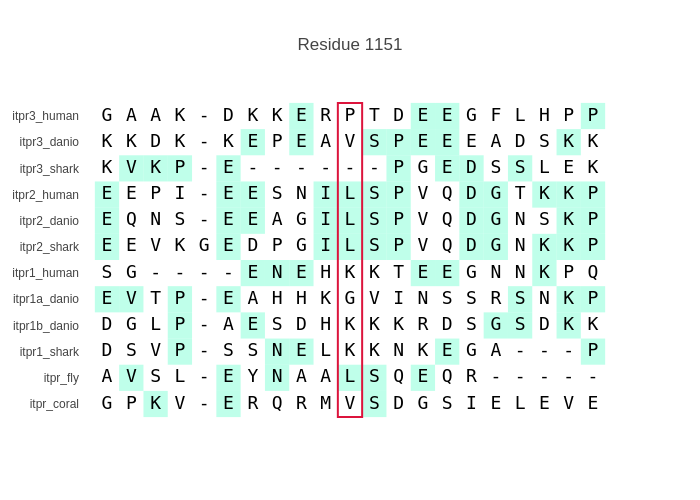 Residue 1151
itpr3_human G A A K - D K K E R P T D E E G F L H P P
itpr3_danio K K D K - K E P E A V S P E E E A D S K K
itpr3_shark K V K P - E - - - - - - P G E D S S L E K
itpr2_human E E P I - E E S N I L S P V Q D G T K K P
itpr2_danio E Q N S - E E A G I L S P V Q D G N S K P
itpr2_shark E E V K G E D P G I L S P V Q D G N K K P
itpr1_human S G - - - - E N E H K K T E E G N N K P Q
itpr1a_danio E V T P - E A H H K G V I N S S R S N K P
itpr1b_danio D G L P - A E S D H K K K R D S G S D K K
itpr1_shark D S V P - S S N E L K K N K E G A - - - P
itpr_fly A V S L - E Y N A A L S Q E Q R - - - - -
itpr_coral G P K V - E R Q R M V S D G S I E L E V E